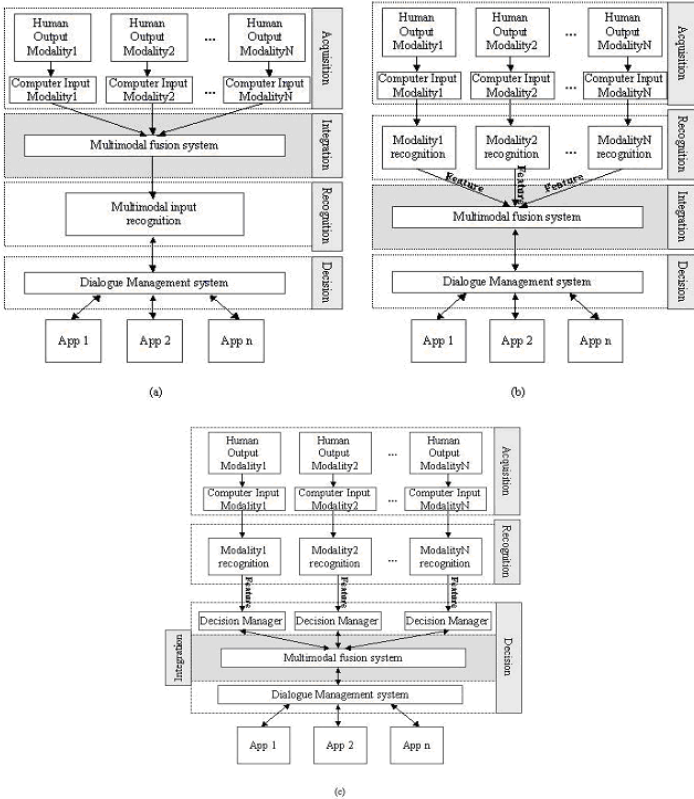 Human Output Modality1
Human Output Modality2
...
Human Output ModalityN
Computer Input Modality1
Computer Input Modality2
...
Computer Input ModalityN
Acquisition
Multimodal fusion system
Integration
Multimodal input recognition
Recognition
Dialogue Management system
Decision
App 1
App 2
App n
(a)
Human Output Modality1
Human Output Modality2
...
Human Output ModalityN
Computer Input Modality1
Computer Input Modality2
...
Computer Input ModalityN
Acquisition
Modality1 recognition
Modality2 recognition
...
ModalityN recognition
Recognition
Feature
Feature
Feature
Multimodal fusion system
Integration
Dialogue Management system
Decision
App 1
App 2
App n
(b)
Human Output Modality1
Human Output Modality2
...
Human Output ModalityN
Computer Input Modality1
Computer Input Modality2
...
Computer Input ModalityN
Acquisition
Modality1 recognition
Modality2 recognition
...
ModalityN recognition
Recognition
Feature
Feature
Feature
Decision Manager
Decision Manager
Decision Manager
Integration
Multimodal fusion system
Decision
Dialogue Management system
App 1
App 2
App n
(c)